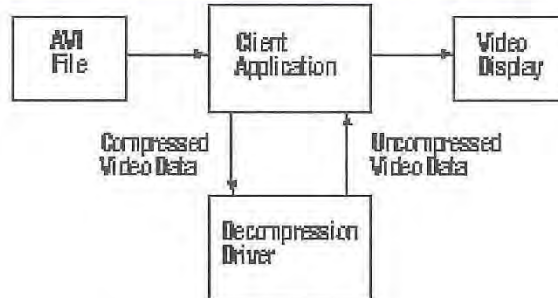 AVI
File
Client
Application
Video
Display
Compressed
Video Data
Uncompressed
Video Data
Decompression
Driver